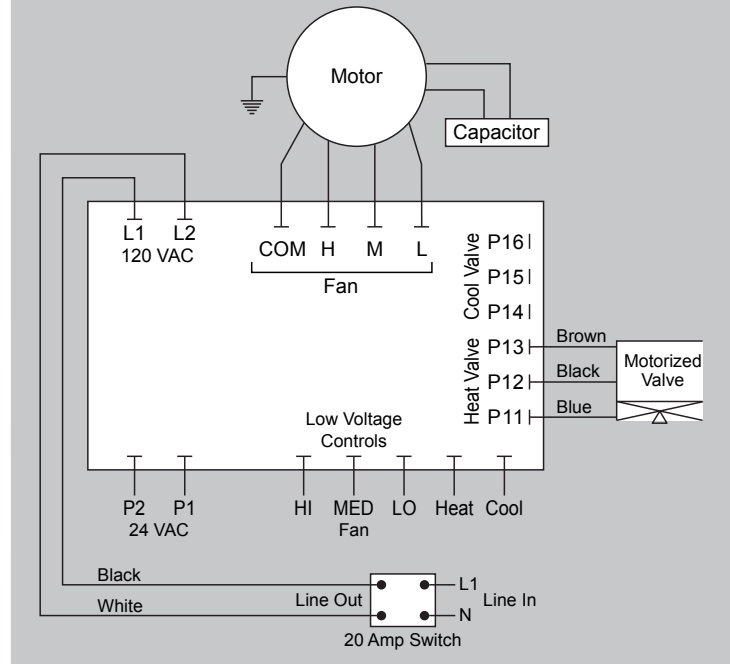 Motor
Capacitor
L1 L2
120 VAC
COM H M L
Fan
Cool Valve
P16
P15
P14
Heat Valve
P13
P12
P11
Brown
Black
Blue
Motorized
Valve
Low Voltage
Controls
P2 P1
24 VAC
HI MED LO Heat Cool
Fan
Black
White
Line Out
L1
N
Line In
20 Amp Switch